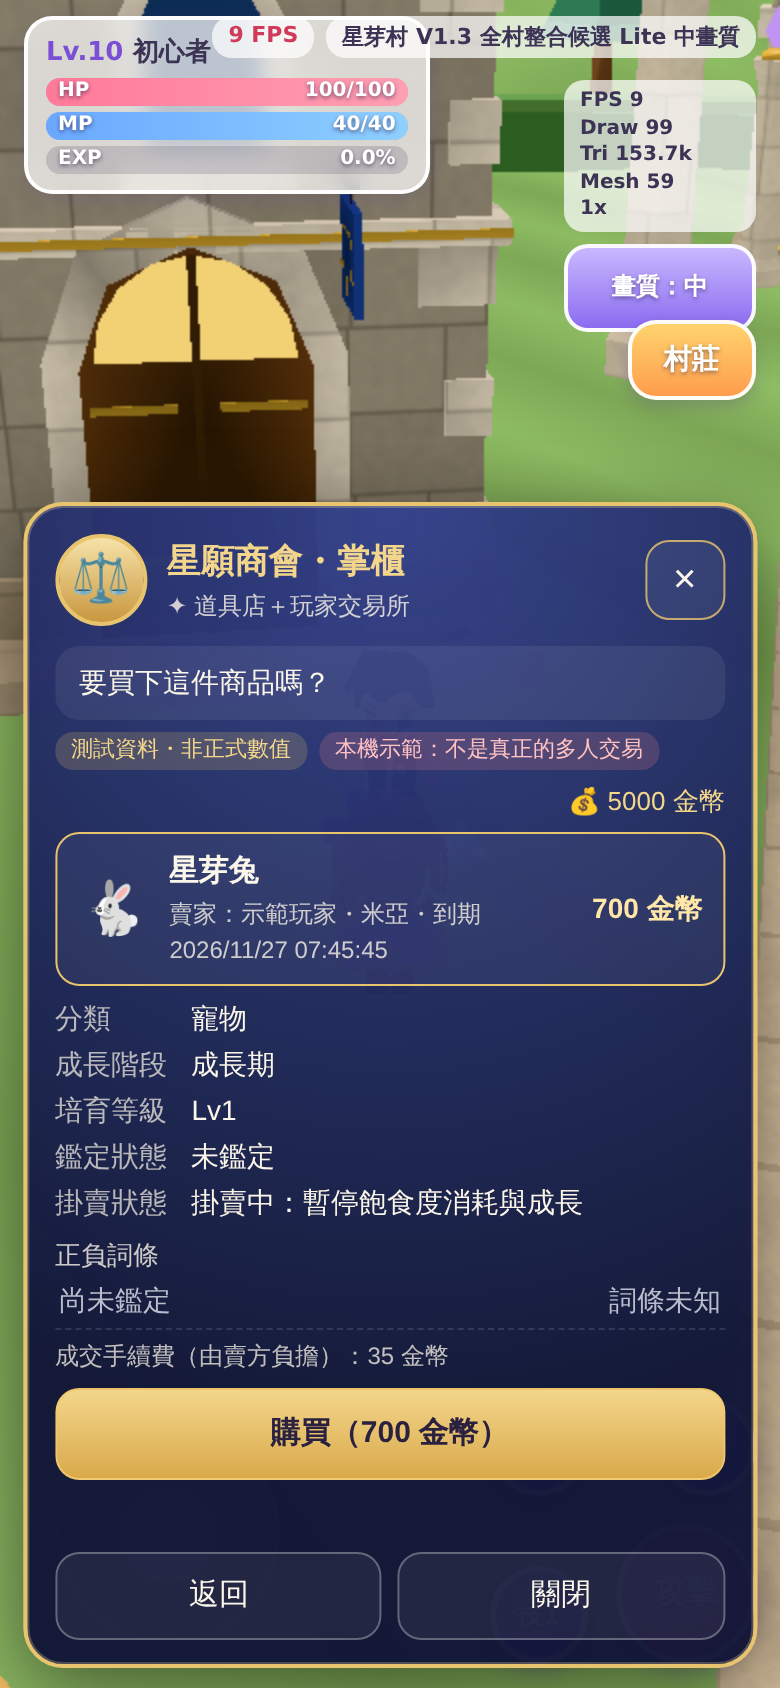 Lv.10 初心者
9 FPS
星芽村 V1.3 全村整合候選 Lite 中畫質
HP 100/100
MP 40/40
EXP 0.0%
FPS 9
Draw 99
Tri 153.7k
Mesh 59
1x
畫質：中
村莊
星願商會・掌櫃
✦ 道具店＋玩家交易所
×
要買下這件商品嗎？
測試資料・非正式數值
本機示範：不是真正的多人交易
💰 5000 金幣
星芽兔
賣家：示範玩家・米亞・到期
2026/11/27 07:45:45
700 金幣
分類 寵物
成長階段 成長期
培育等級 Lv1
鑑定狀態 未鑑定
掛賣狀態 掛賣中：暫停飽食度消耗與成長
正負詞條
尚未鑑定 詞條未知
成交手續費（由賣方負擔）：35 金幣
購買（700 金幣）
返回
關閉